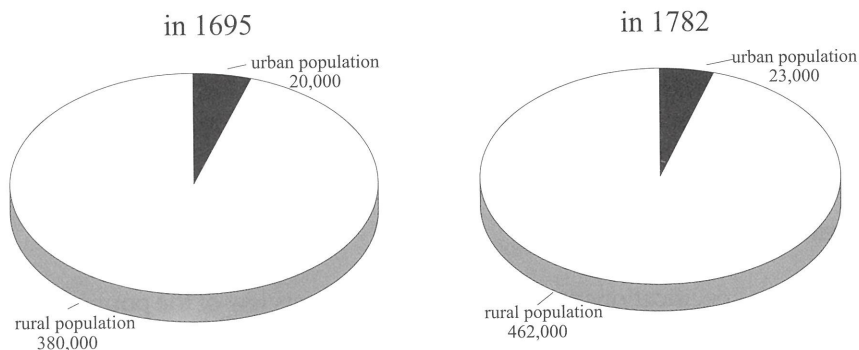 in 1695
urban population
20,000
rural population
380,000
in 1782
urban population
23,000
rural population
462,000